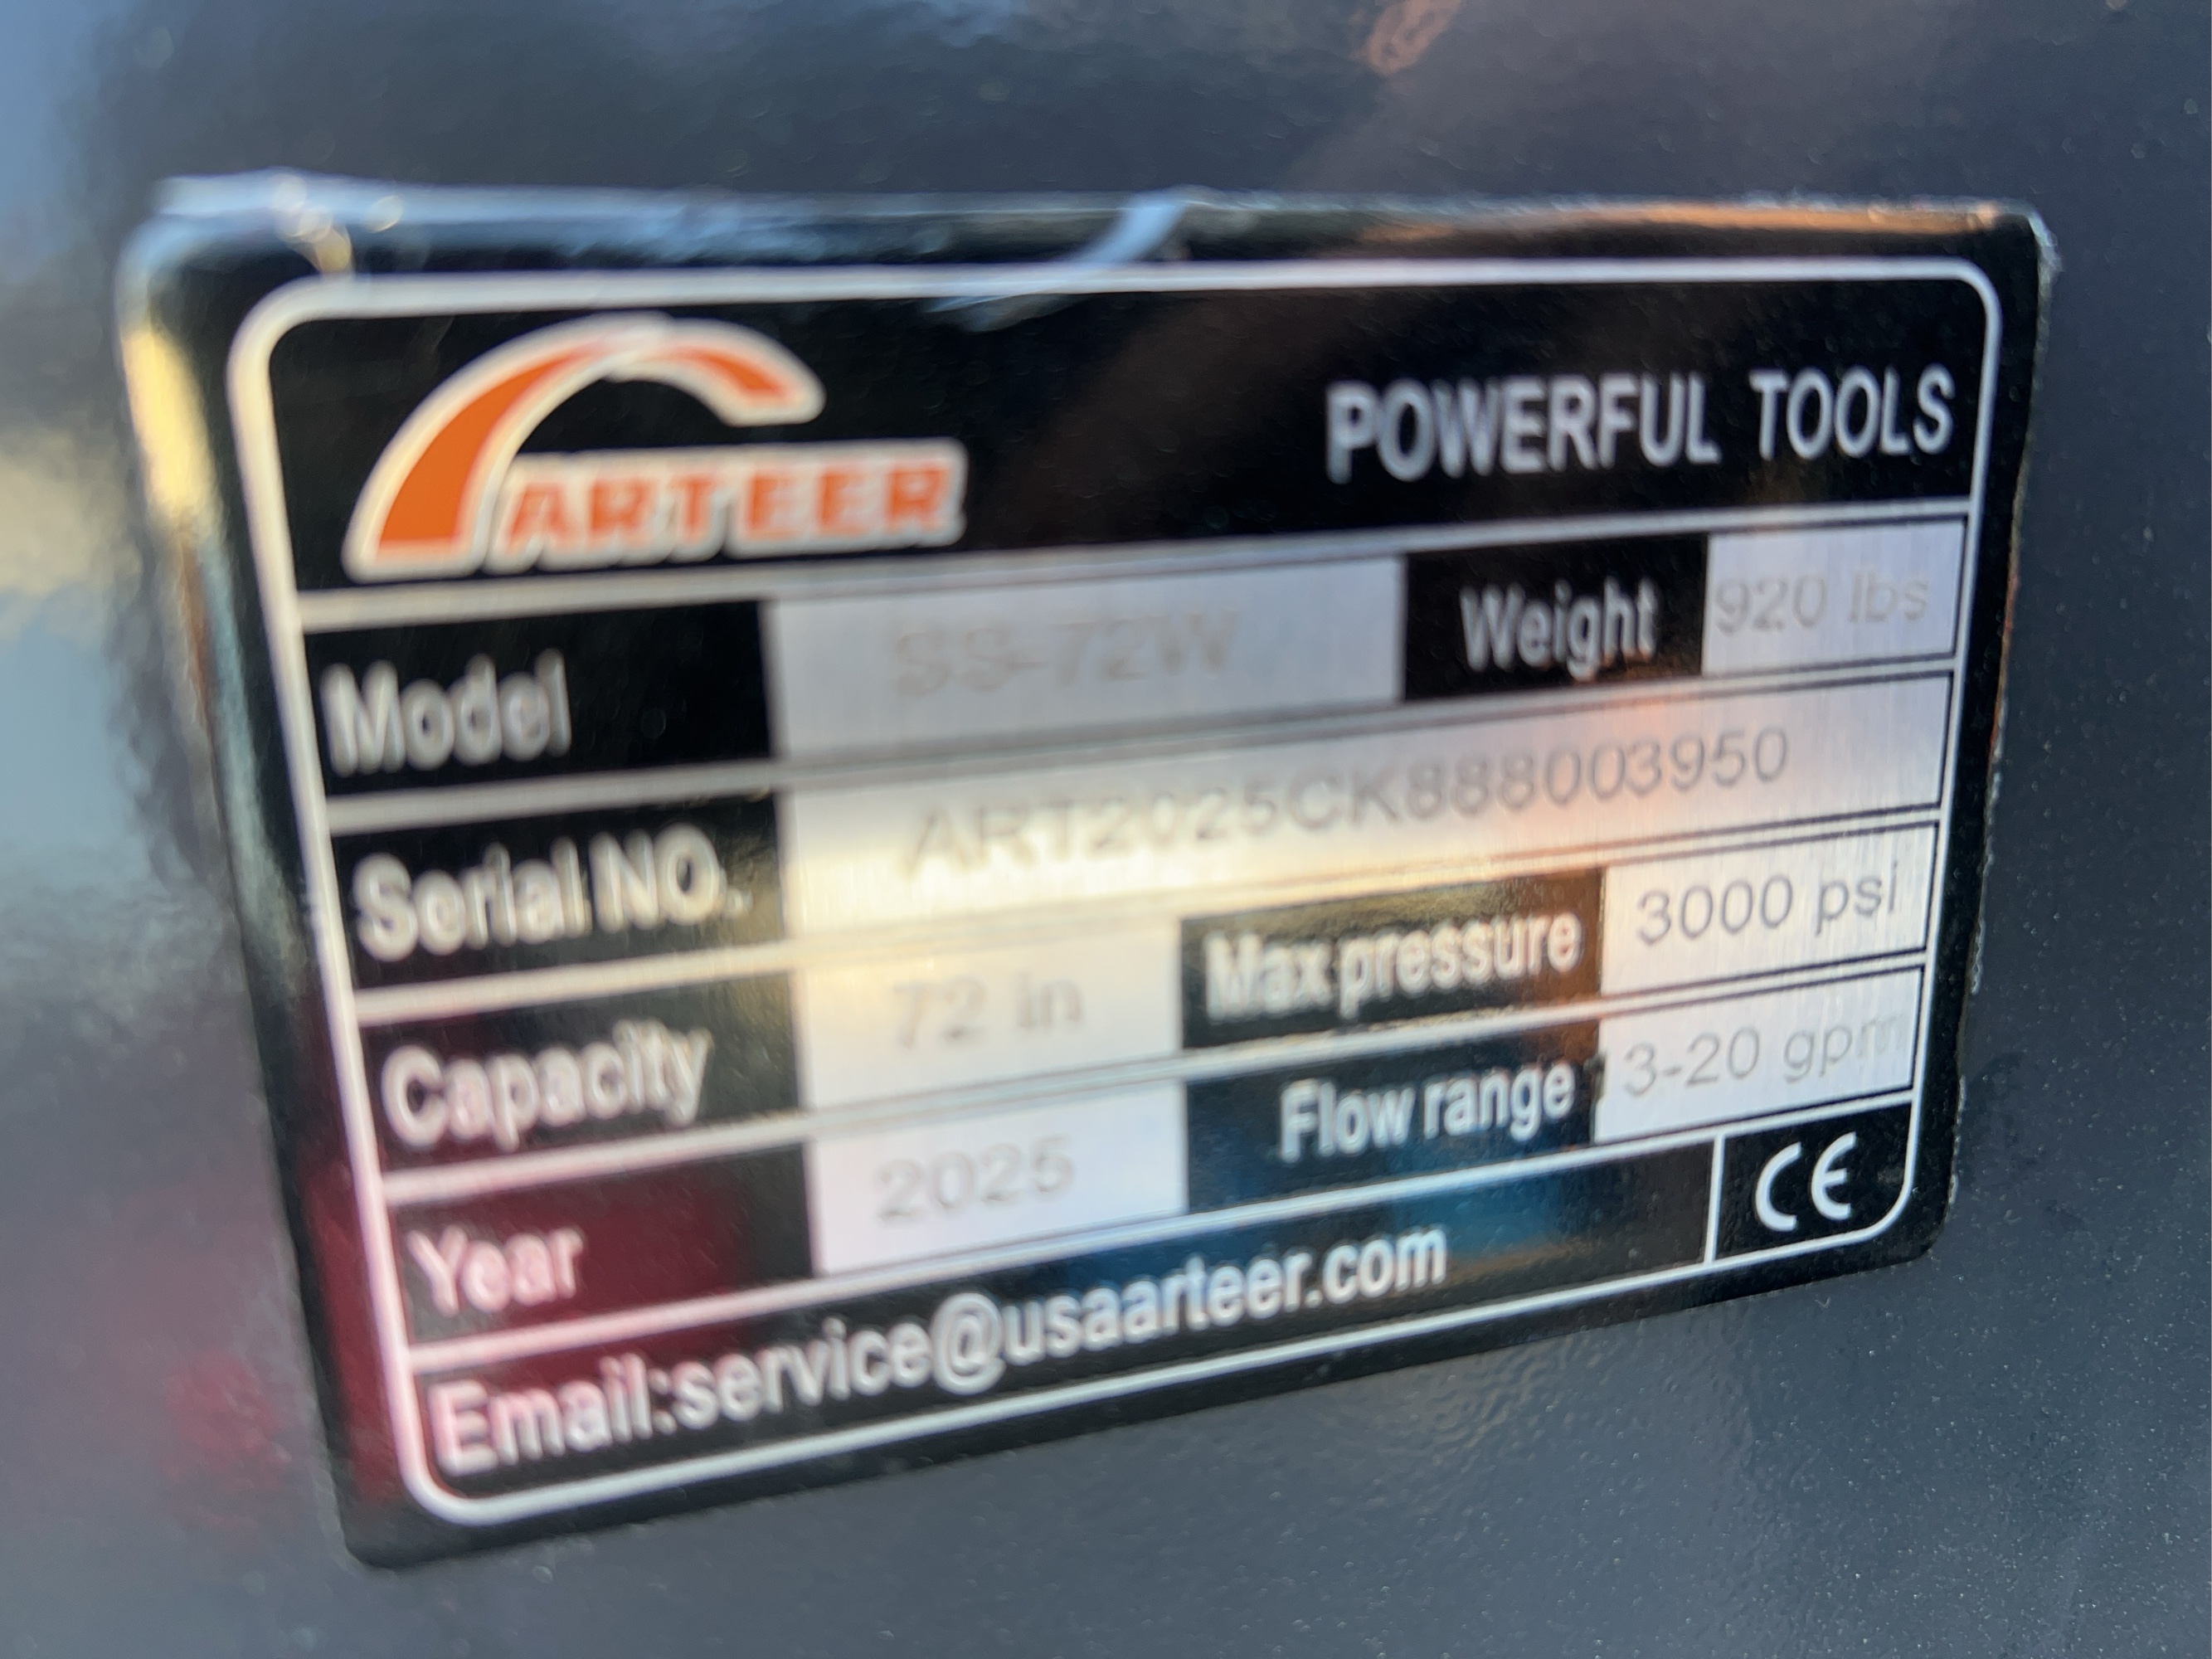 ARTEER
POWERFUL TOOLS
Model SS-72W Weight 920 lbs
Serial NO. ART2025CK888003950
Capacity 72 in Max pressure 3000 psi
Year 2025 Flow range 3-20 gpm
Email:service@usaarteer.com CE